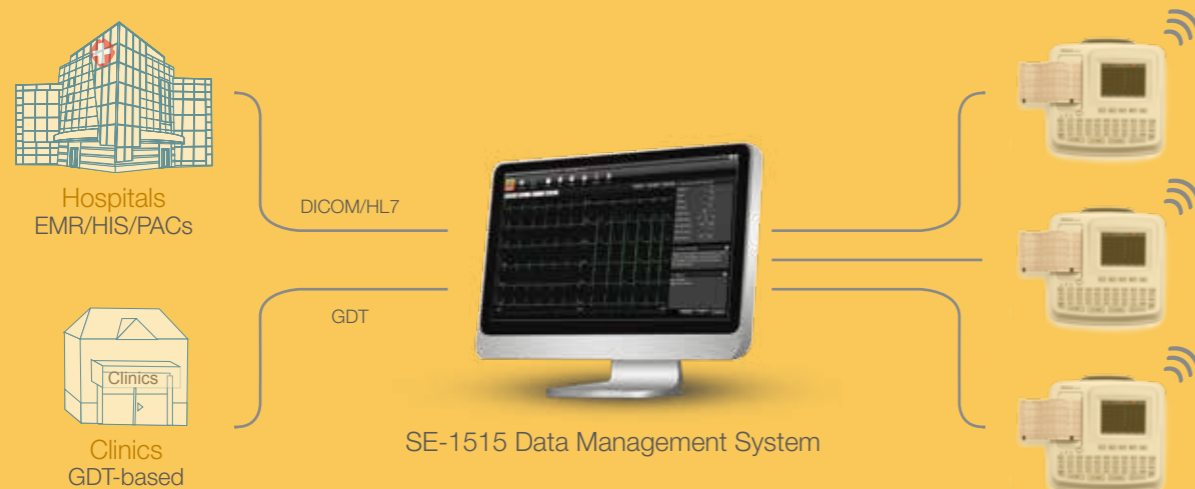 Hospitals
EMR/HIS/PACs
DICOM/HL7
GDT
Clinics
Clinics
GDT-based
SE-1515 Data Management System